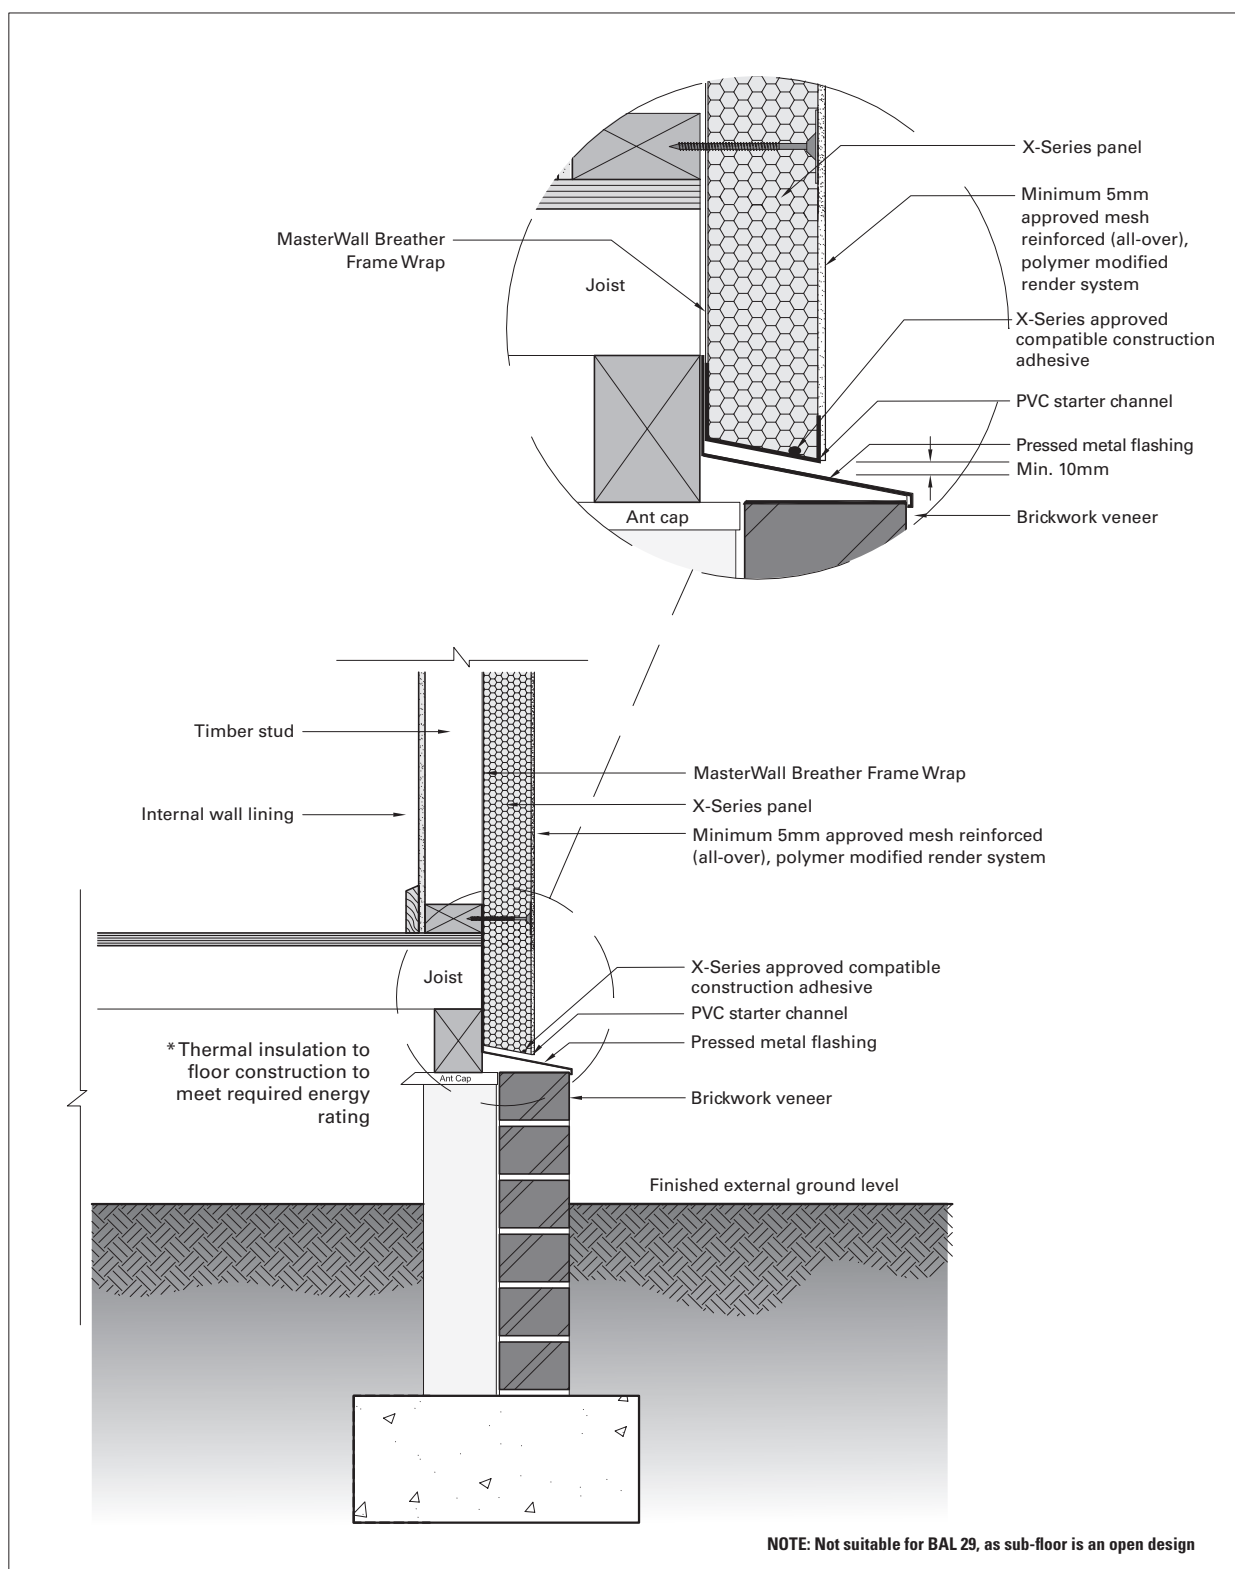 X-Series panel
Minimum 5mm
approved mesh
reinforced (all-over),
polymer modified
render system
MasterWall Breather
Frame Wrap
Joist
X-Series approved
compatible construction
adhesive
PVC starter channel
Pressed metal flashing
Min. 10mm
Ant cap
Brickwork veneer
Timber stud
MasterWall Breather Frame Wrap
Internal wall lining
X-Series panel
Minimum 5mm approved mesh reinforced
(all-over), polymer modified render system
Joist
X-Series approved compatible
construction adhesive
PVC starter channel
Pressed metal flashing
*Thermal insulation to
floor construction to
meet required energy
rating
Ant Cap
Brickwork veneer
Finished external ground level
NOTE: Not suitable for BAL 29, as sub-floor is an open design